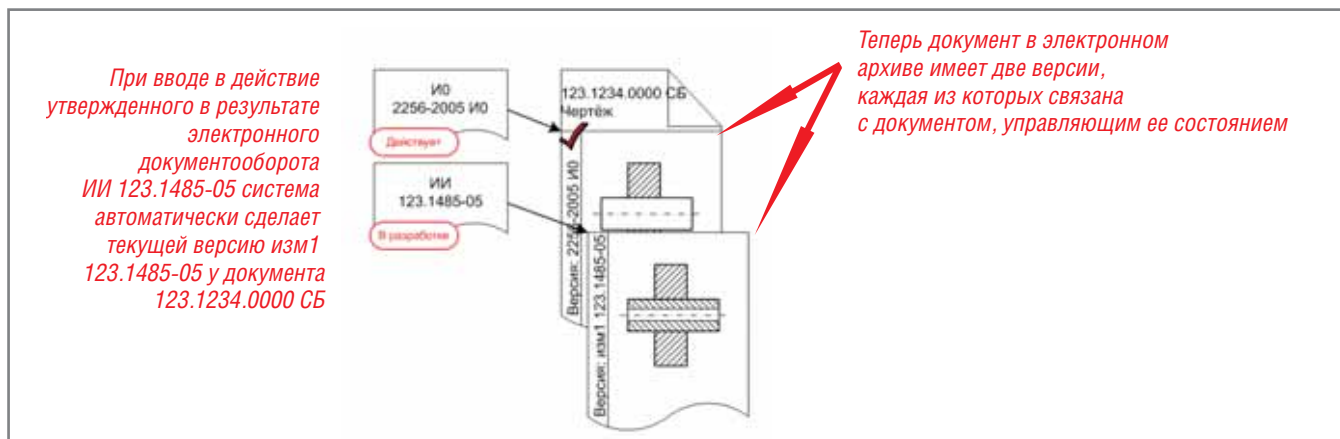 При вводе в действие
утвержденного в результате
электронного
документооборота
ИИ 123.1485-05 система
автоматически сделает
текущей версию изм1
123.1485-05 у документа
123.1234.0000 СБ
И0
2256-2005 И0
Действует
ИИ
123.1485-05
В разработке
123.1234.0000 СБ
Чертёж
Версия: 2256-2005 И0
Версия: изм1 123.1485-05
Теперь документ в электронном
архиве имеет две версии,
каждая из которых связана
с документом, управляющим ее состоянием